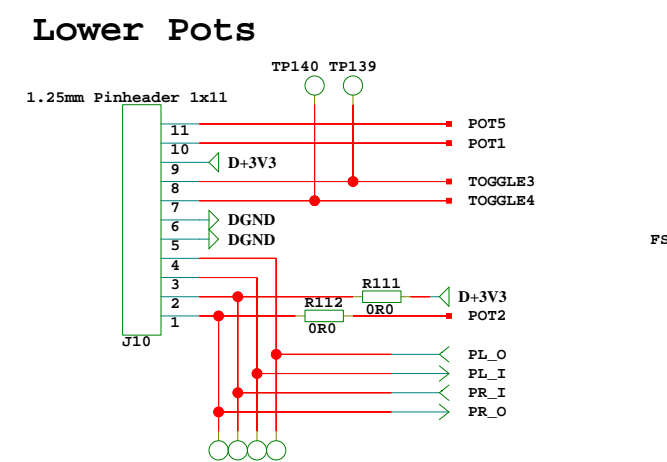 Lower Pots
TP140 TP139
1.25mm Pinheader 1x11
11 POT5
10 POT1
9 D+3V3
8 TOGGLE3
7 TOGGLE4
6 DGND
5 DGND
FS
4
3
2 R111 0R0 D+3V3
1 R112 0R0 POT2
J10
PL_O
PL_I
PR_I
PR_O